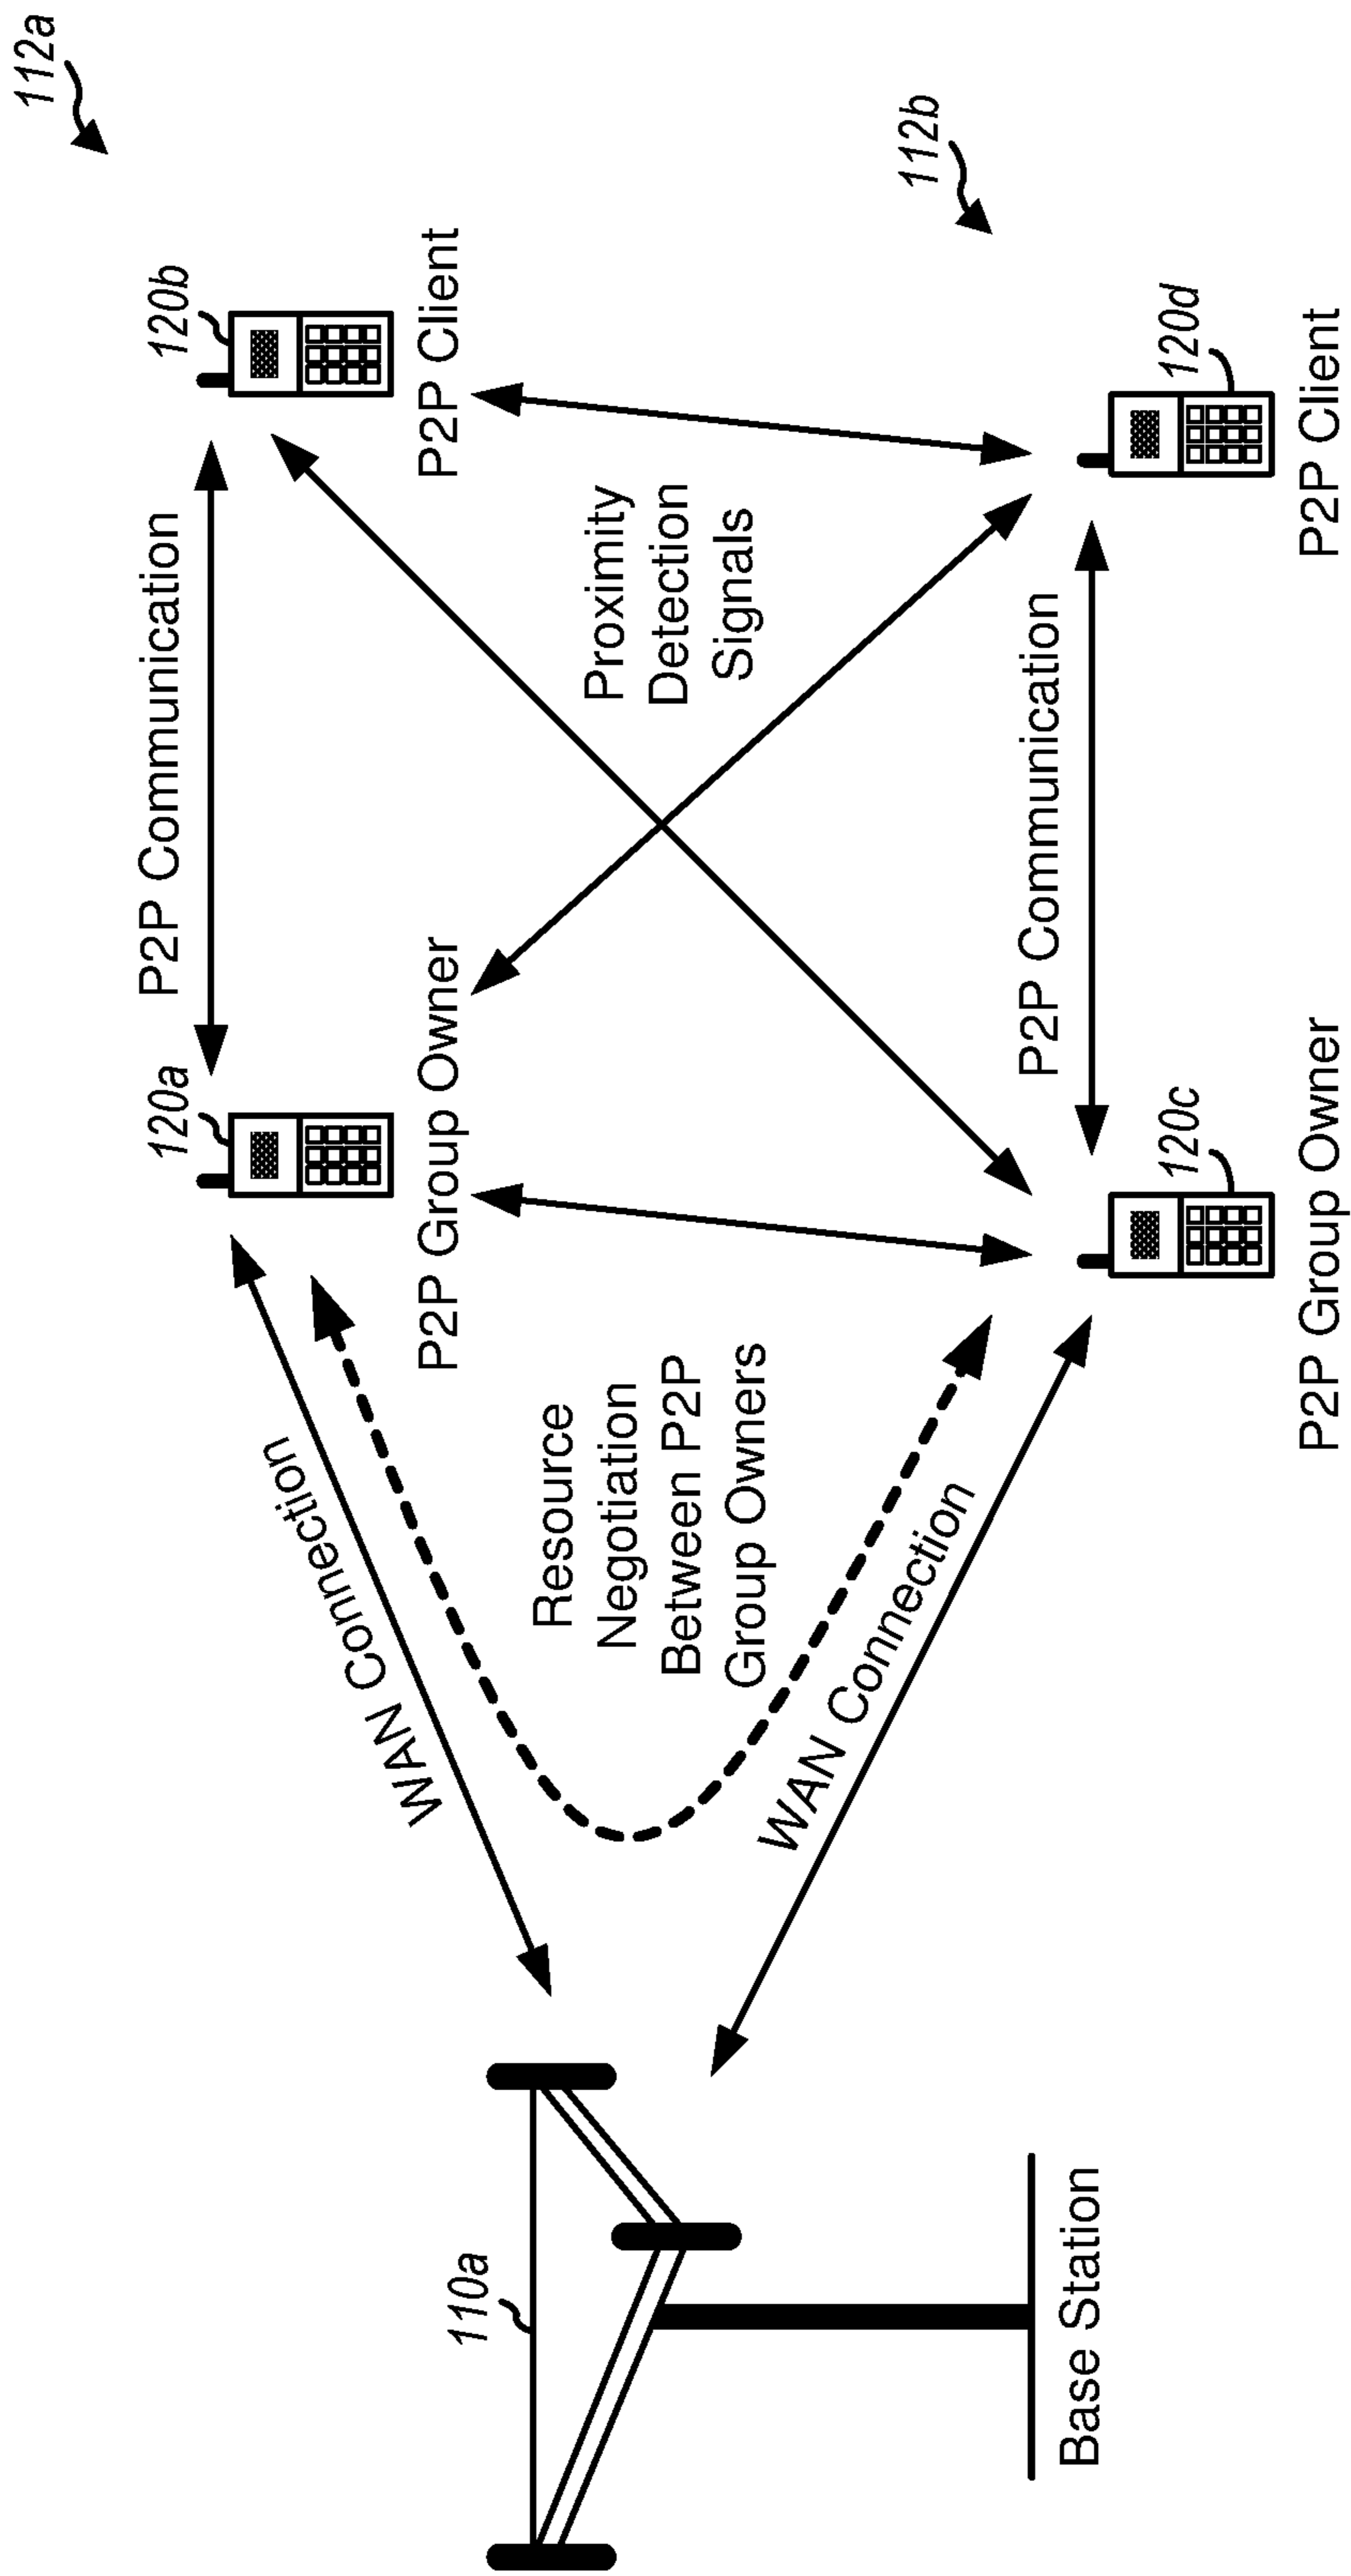 112a
120a
120b
P2P Communication
P2P Group Owner
P2P Client
WAN Connection
110a
Resource
Negotiation
Between P2P
Group Owners
Proximity
Detection
Signals
112b
WAN Connection
P2P Communication
120c
120d
Base Station
P2P Group Owner
P2P Client